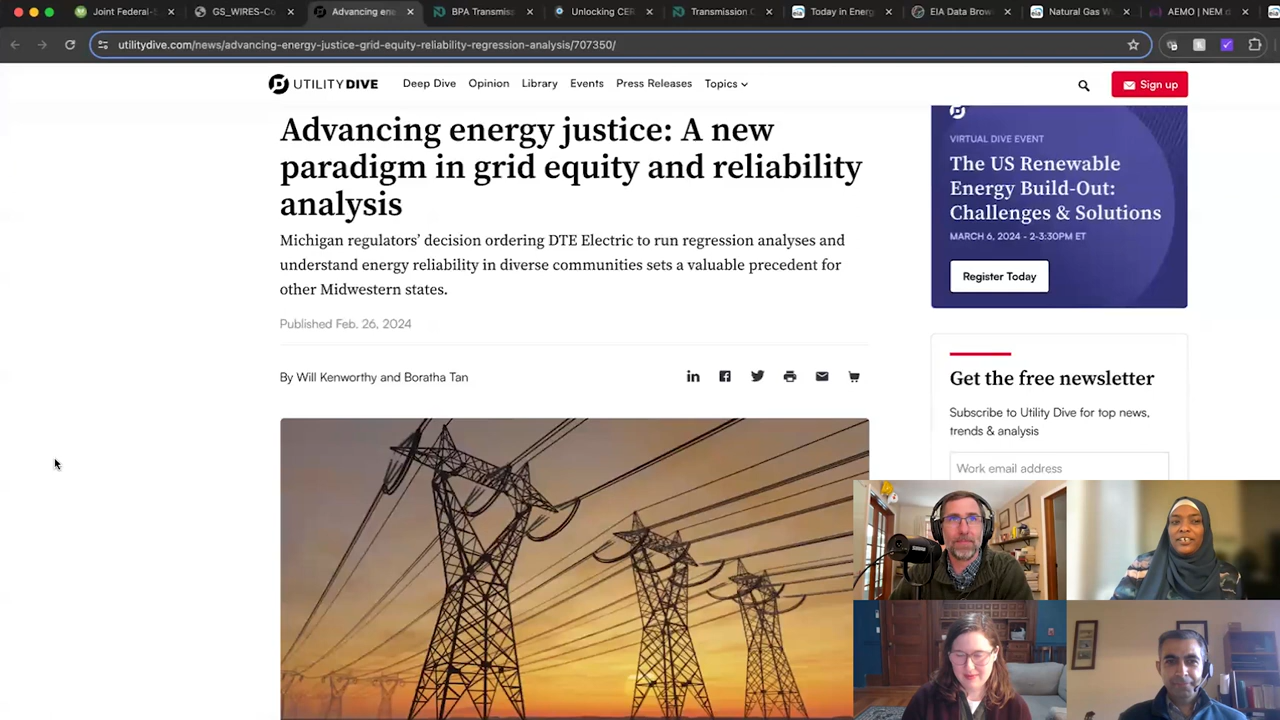 Joint Federal-S
GS_WIRES-Co
Advancing ene
BPA Transmiss
Unlocking CER
Transmission C
Today in Energ
EIA Data Brow
Natural Gas W
AEMO | NEM d
utilitydive.com/news/advancing-energy-justice-grid-equity-reliability-regression-analysis/707350/
UTILITY DIVE
Deep Dive
Opinion
Library
Events
Press Releases
Topics
Sign up
Advancing energy justice: A new
paradigm in grid equity and reliability
analysis
Michigan regulators’ decision ordering DTE Electric to run regression analyses and
understand energy reliability in diverse communities sets a valuable precedent for
other Midwestern states.
Published Feb. 26, 2024
By Will Kenworthy and Boratha Tan
VIRTUAL DIVE EVENT
The US Renewable
Energy Build-Out:
Challenges & Solutions
MARCH 6, 2024 - 2-3:30PM ET
Register Today
Get the free newsletter
Subscribe to Utility Dive for top news,
trends & analysis
Work email address